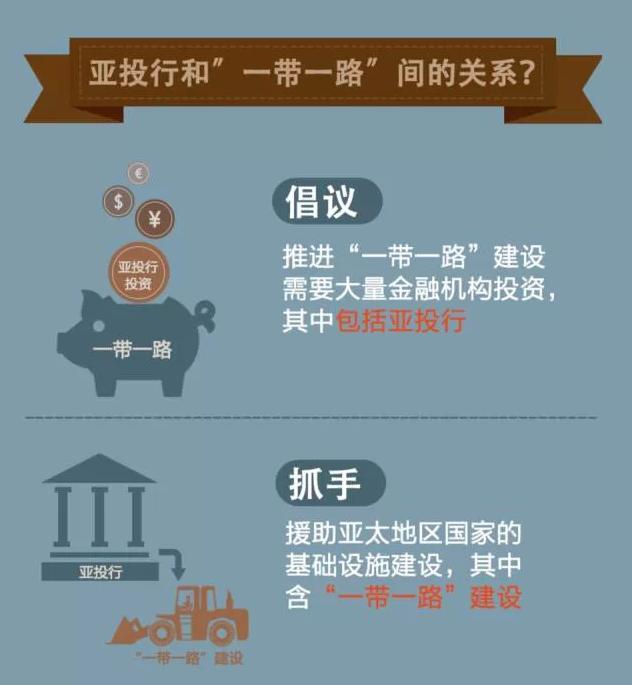 亚投行和”一带一路”间的关系?
€
$
¥
亚投行
投资
一带一路
倡议
推进“一带一路”建设
需要大量金融机构投资，
其中包括亚投行
亚投行
“一带一路”建设
抓手
援助亚太地区国家的
基础设施建设，其中
含“一带一路”建设